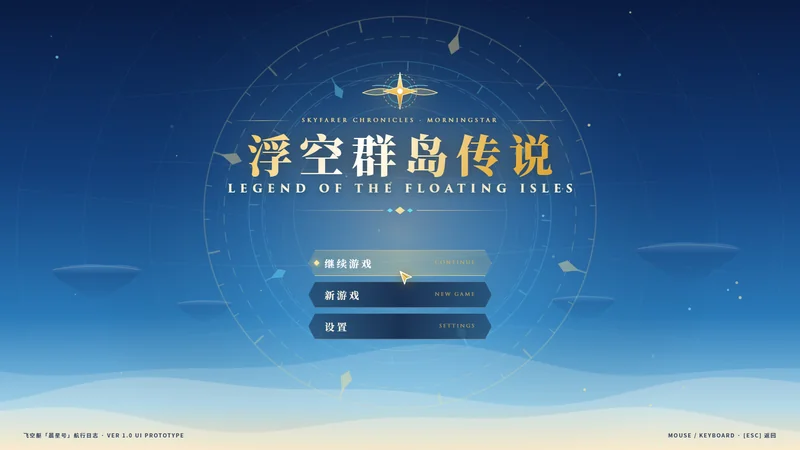 SKYFARER CHRONICLES · MORNINGSTAR
浮空群岛传说
LEGEND OF THE FLOATING ISLES
继续游戏 CONTINUE
新游戏 NEW GAME
设置 SETTINGS
飞空艇「晨星号」航行日志 · VER 1.0 UI PROTOTYPE
MOUSE / KEYBOARD · [ESC] 返回